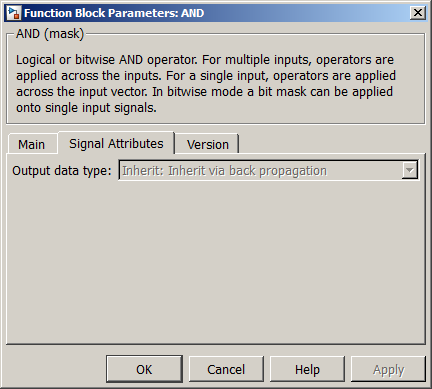 Function Block Parameters: AND
AND (mask)
Logical or bitwise AND operator. For multiple inputs, operators are
applied across the inputs. For a single input, operators are applied
across the input vector. In bitwise mode a bit mask can be applied
onto single input signals.
Main Signal Attributes Version
Output data type: Inherit: Inherit via back propagation
OK Cancel Help Apply